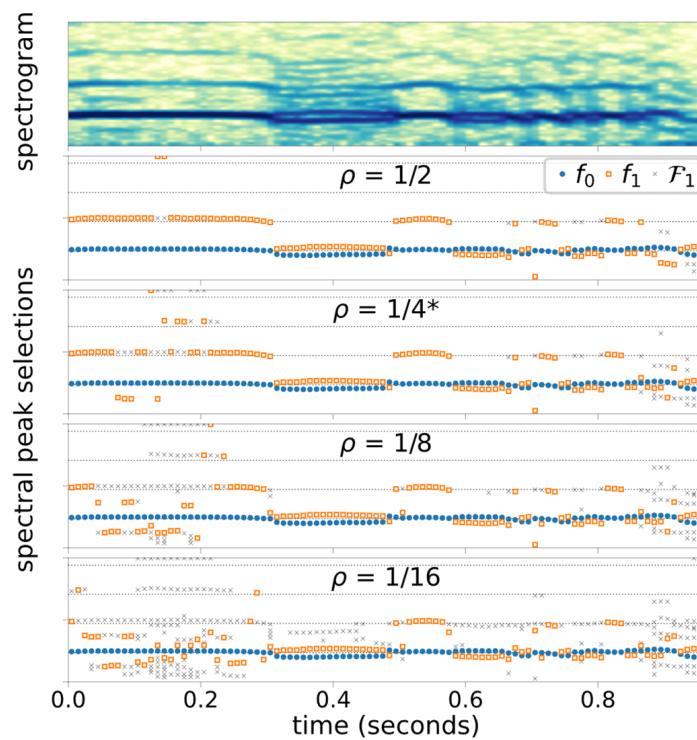 spectrogram
ρ = 1/2
f₀ f₁ ℱ₁
ρ = 1/4*
spectral peak selections
ρ = 1/8
ρ = 1/16
0.0 0.2 0.4 0.6 0.8
time (seconds)